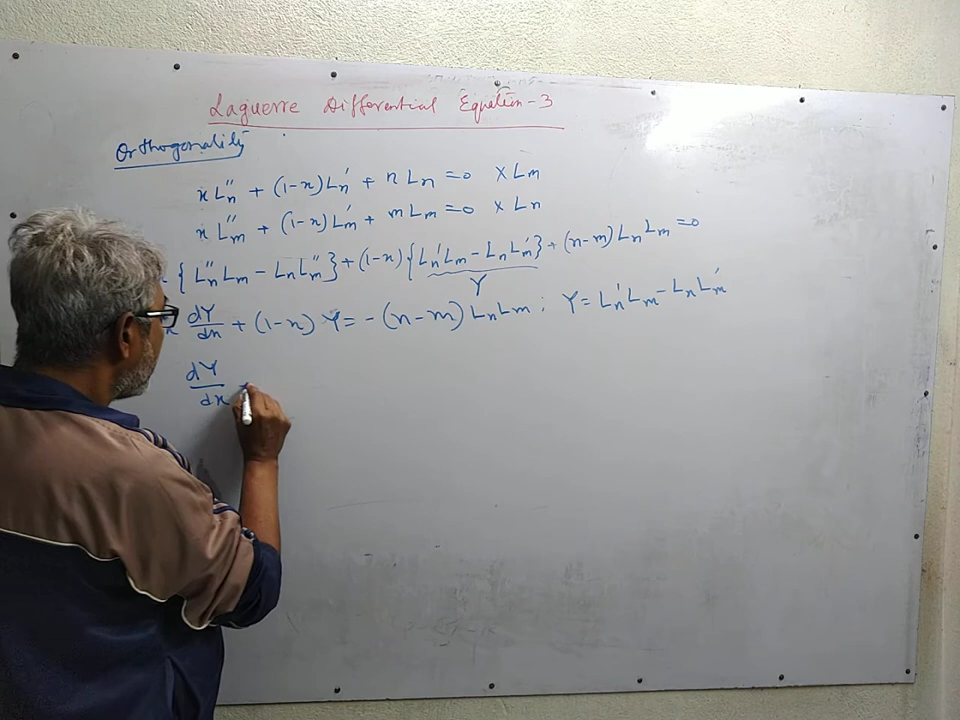 Laguerre Differential Equation-3
Orthogonality
x L''n + (1-x) L'n + n Ln = 0 × Lm
x L''m + (1-x) L'm + m Lm = 0 × Ln
{ L''n Lm - Ln L''m } + (1-x) { L'n Lm - Ln L'm } + (n-m) Ln Lm = 0
Y
x dY/dx + (1-x) Y = -(n-m) Ln Lm ; Y = L'n Lm - Ln L'm
dY/dx